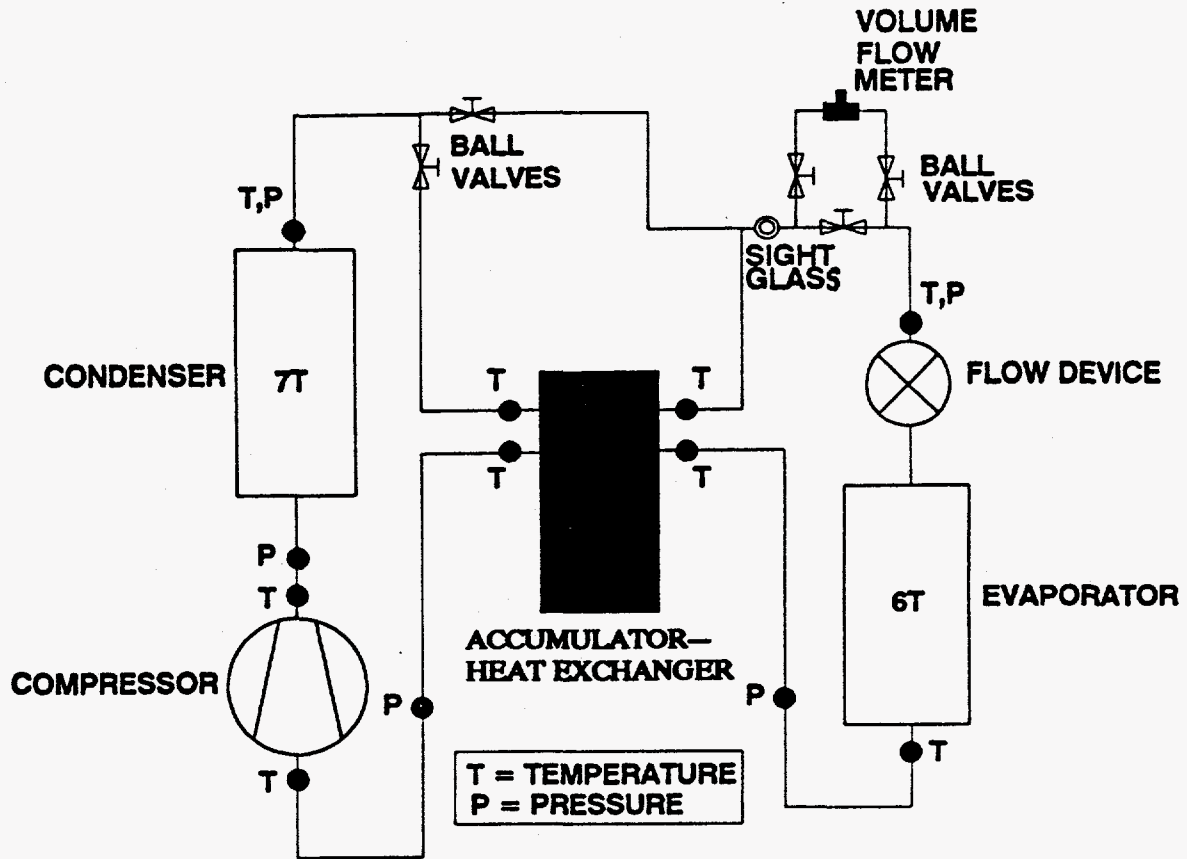 VOLUME
FLOW
METER
BALL
VALVES
BALL
VALVES
T,P
SIGHT
GLASS
T,P
CONDENSER
7T
T
T
FLOW DEVICE
T
T
P
T
6T
EVAPORATOR
ACCUMULATOR—
HEAT EXCHANGER
COMPRESSOR
P
P
T
T
T = TEMPERATURE
P = PRESSURE